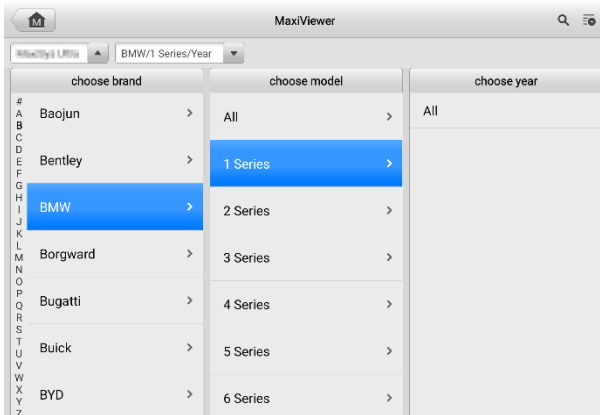 M
MaxiViewer
BMW/1 Series/Year
choose brand
choose model
choose year
#
A
B
C
D
E
F
G
H
I
J
K
L
M
N
O
P
Q
R
S
T
U
V
W
X
Y
Z
Baojun
Bentley
BMW
Borgward
Bugatti
Buick
BYD
All
1 Series
2 Series
3 Series
4 Series
5 Series
6 Series
All